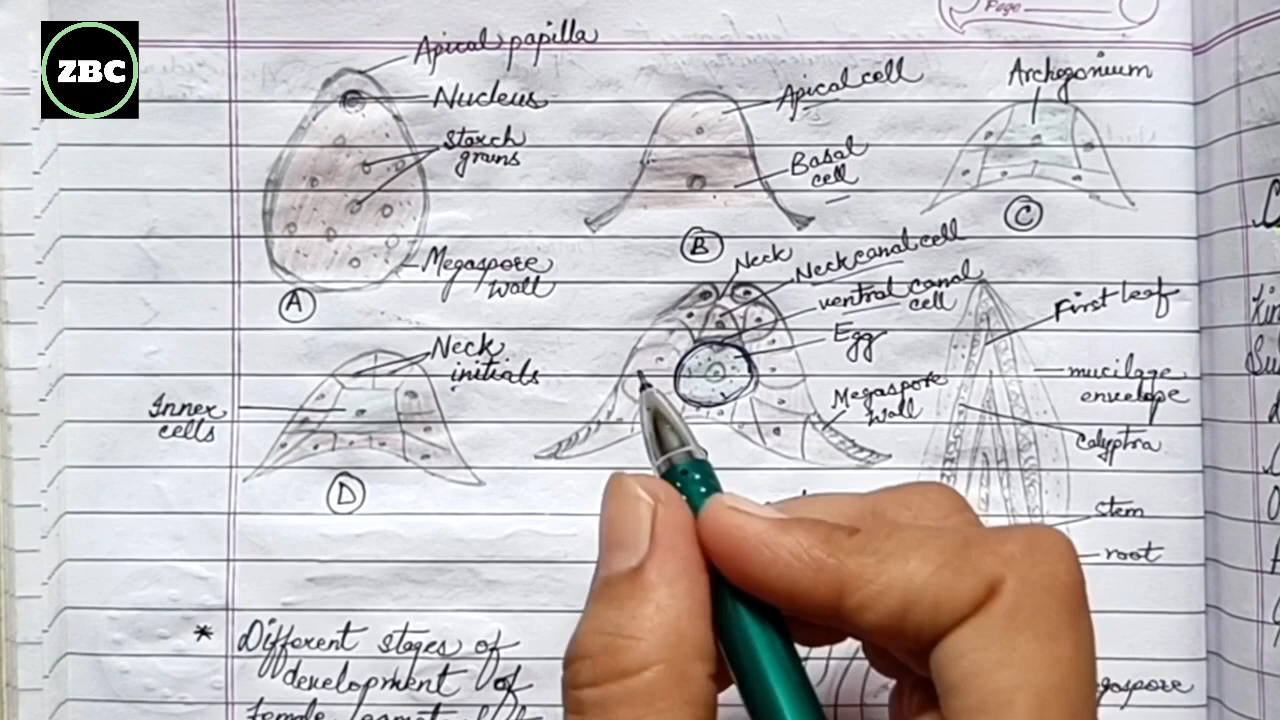 ZBC
Page
Apical papilla
Nucleus
Starch
grains
Megaspore
wall
A
Apical cell
Basal
cell
B
Archegonium
C
Neck
initials
Inner
cells
D
Neck
Neck canal cell
ventral canal
cell
Egg
Megaspore
wall
First leaf
mucilage
envelope
calyptra
stem
root
* Different stages of
development of